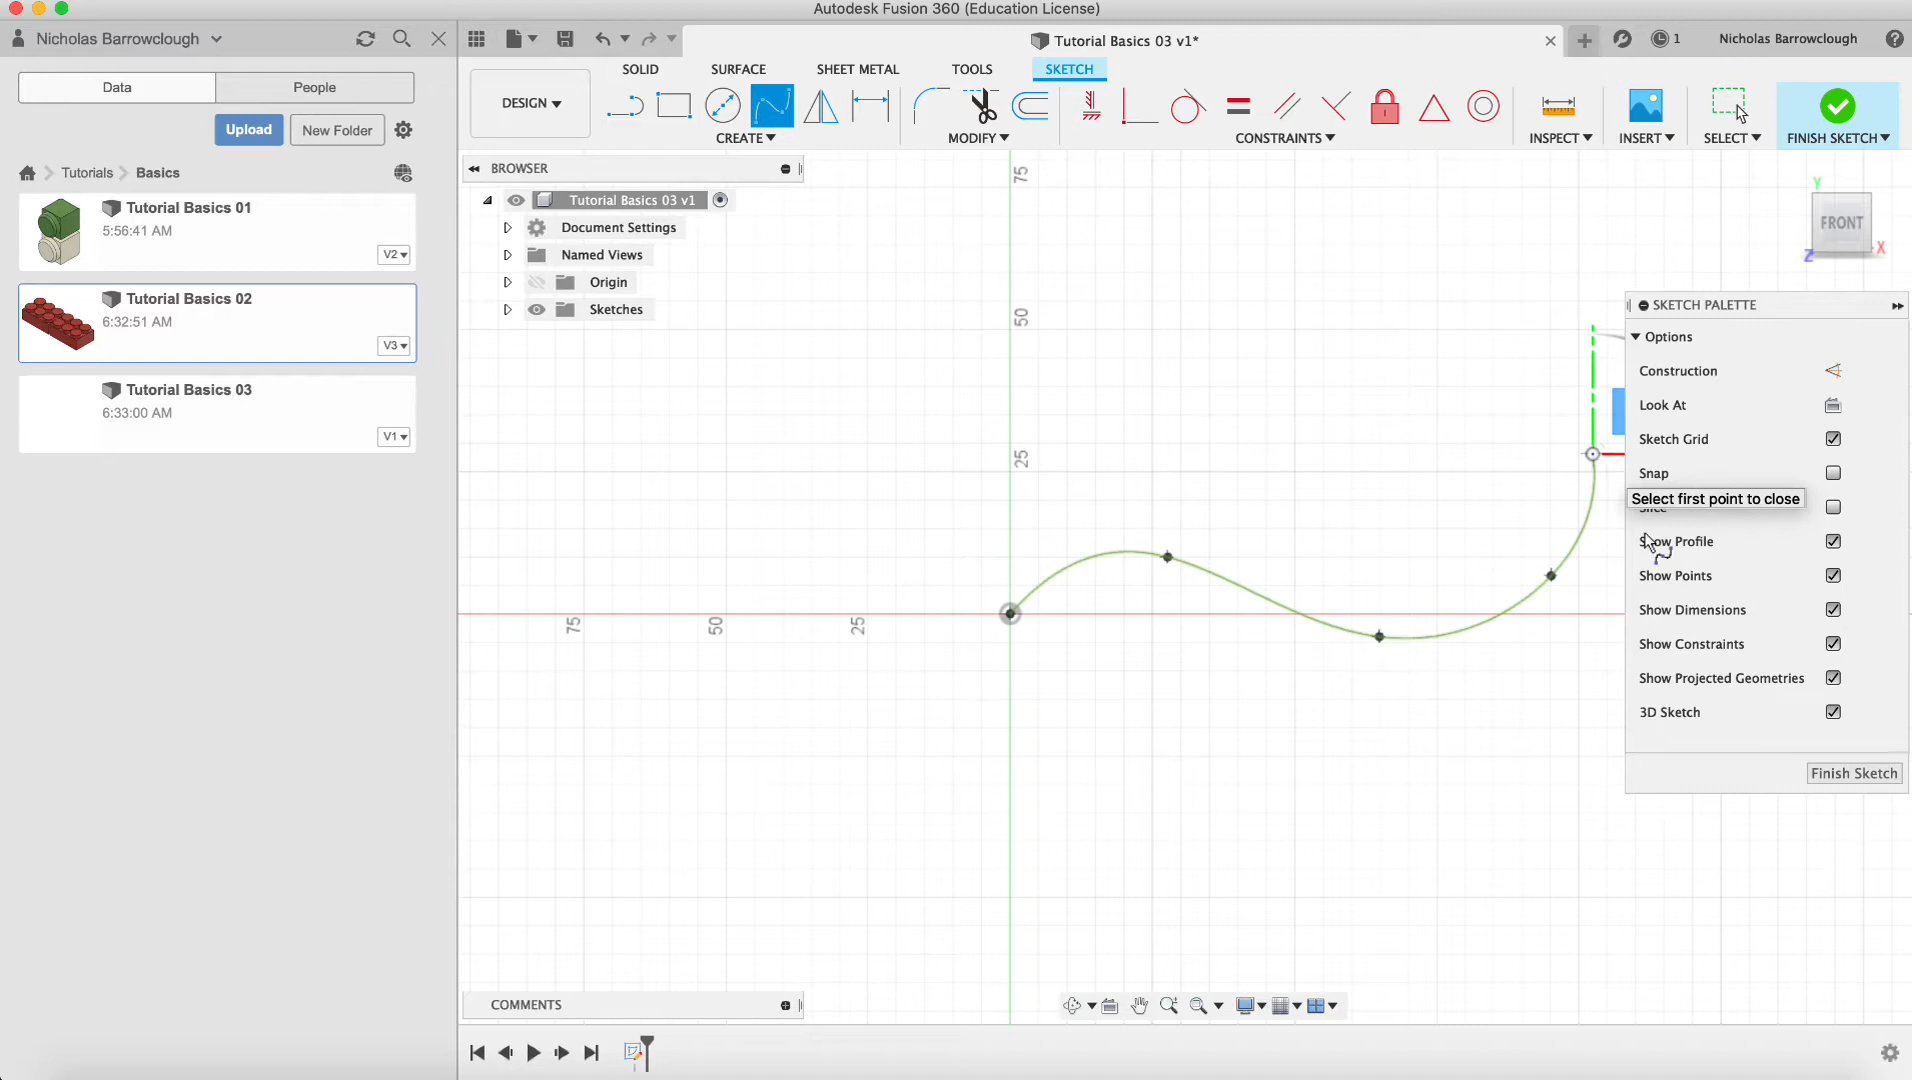 Autodesk Fusion 360 (Education License)
Nicholas Barrowclough
Tutorial Basics 03 v1*
1
Nicholas Barrowclough
Data
People
Upload
New Folder
Tutorials
Basics
Tutorial Basics 01
5:56:41 AM
V2
Tutorial Basics 02
6:32:51 AM
V3
Tutorial Basics 03
6:33:00 AM
V1
SOLID
SURFACE
SHEET METAL
TOOLS
SKETCH
DESIGN
CREATE
MODIFY
CONSTRAINTS
INSPECT
INSERT
SELECT
FINISH SKETCH
BROWSER
Tutorial Basics 03 v1
Document Settings
Named Views
Origin
Sketches
75
50
25
75
50
25
Y
FRONT
X
Z
SKETCH PALETTE
Options
Construction
Look At
Sketch Grid
Snap
Select first point to close
Show Profile
Show Points
Show Dimensions
Show Constraints
Show Projected Geometries
3D Sketch
Finish Sketch
COMMENTS